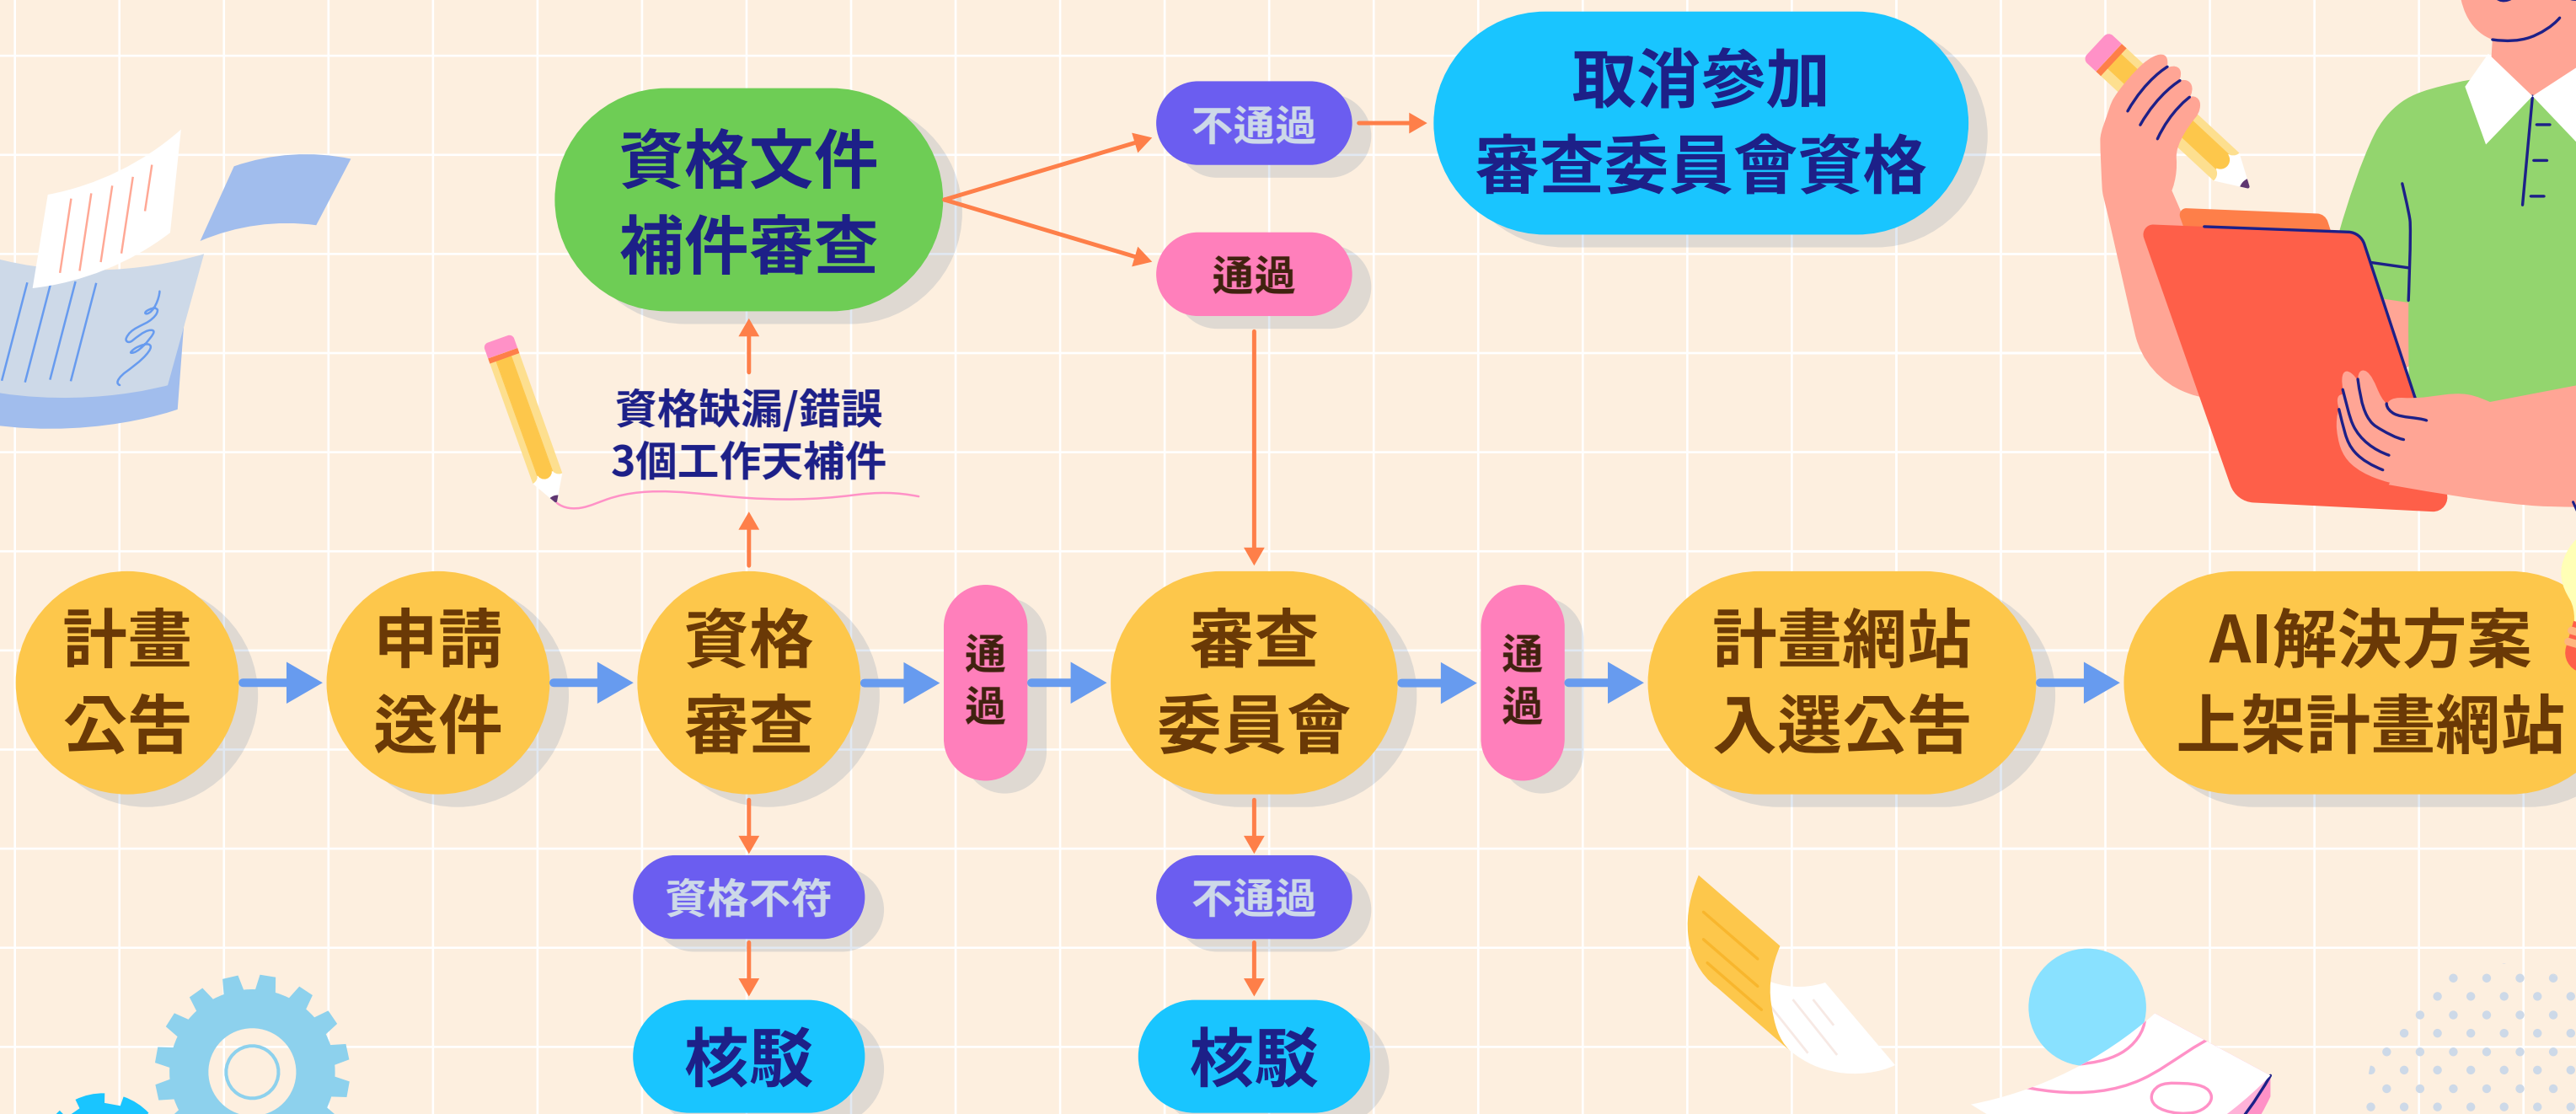 取消參加
審查委員會資格
不通過
資格文件
補件審查
通過
資格缺漏/錯誤
3個工作天補件
計畫
公告
申請
送件
資格
審查
通
過
審查
委員會
通
過
計畫網站
入選公告
AI解決方案
上架計畫網站
資格不符
不通過
核駁
核駁